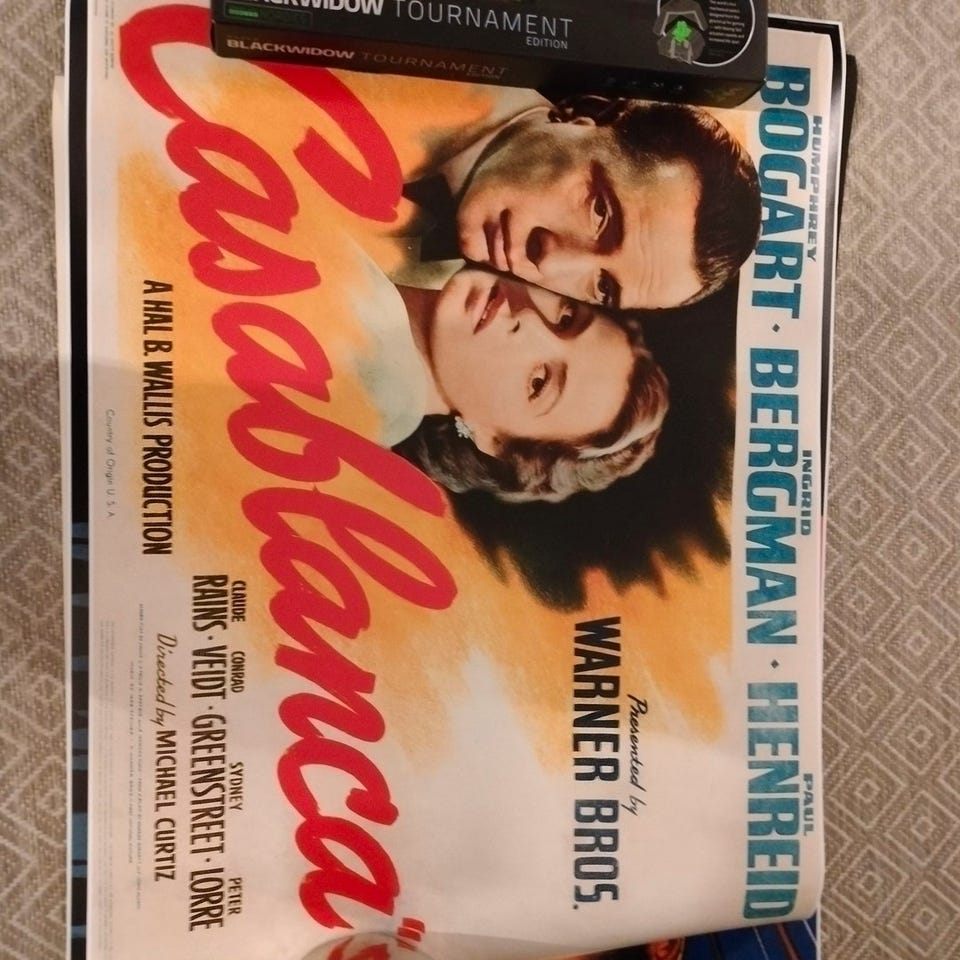 BLACKWIDOW TOURNAMENT
EDITION
BLACKWIDOW TOURNAMENT
EDITION
HUMPHREY INGRID PAUL
BOGART · BERGMAN · HENREID
Presented by
WARNER BROS.
Casablanca"
CLAUDE CONRAD SYDNEY PETER
RAINS · VEIDT · GREENSTREET · LORRE
A HAL B. WALLIS PRODUCTION
Directed by MICHAEL CURTIZ
Country of Origin U. S. A